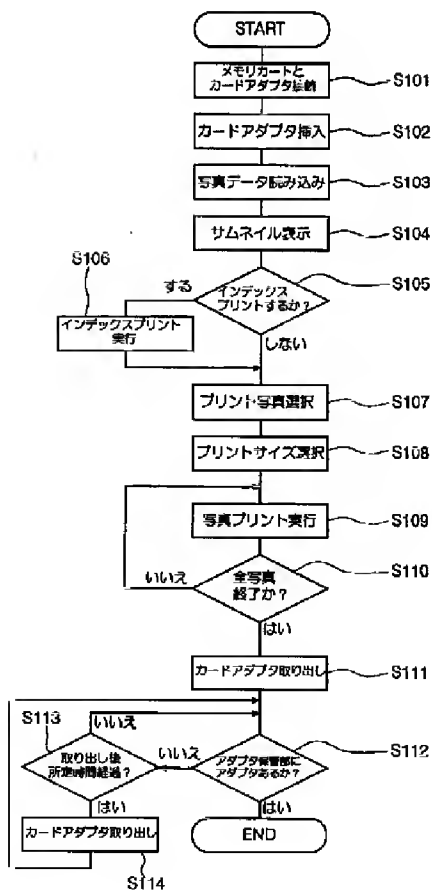 START
メモリカートと
カードアダプタ接続
S101
カードアダプタ挿入
S102
写真データ読み込み
S103
サムネイル表示
S104
インデックス
プリントするか?
S105
する
S106
インデックスプリント
実行
しない
プリント写真選択
S107
プリントサイズ選択
S108
写真プリント実行
S109
全写真
終了か?
S110
いいえ
はい
カードアダプタ取り出し
S111
アダプタ保管部に
アダプタあるか?
S112
いいえ
はい
取り出し後
所定時間経過?
S113
いいえ
はい
カードアダプタ取り出し
S114
END